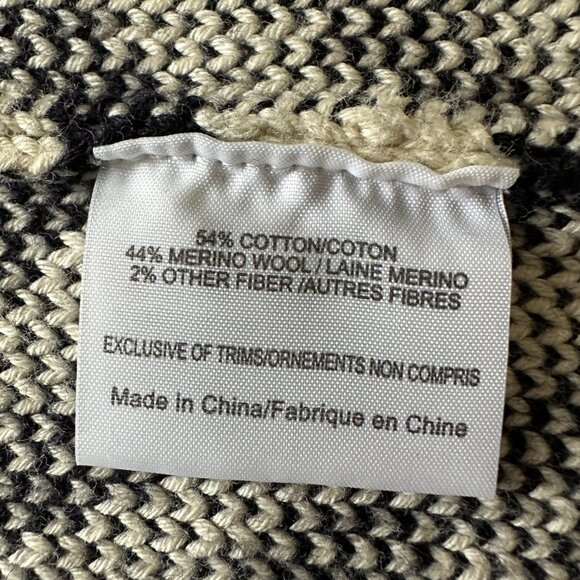 54% COTTON/COTON
44% MERINO WOOL/LAINE MERINO
2% OTHER FIBER /AUTRES FIBRES
EXCLUSIVE OF TRIMS/ORNEMENTS NON COMPRIS
Made in China/Fabrique en Chine